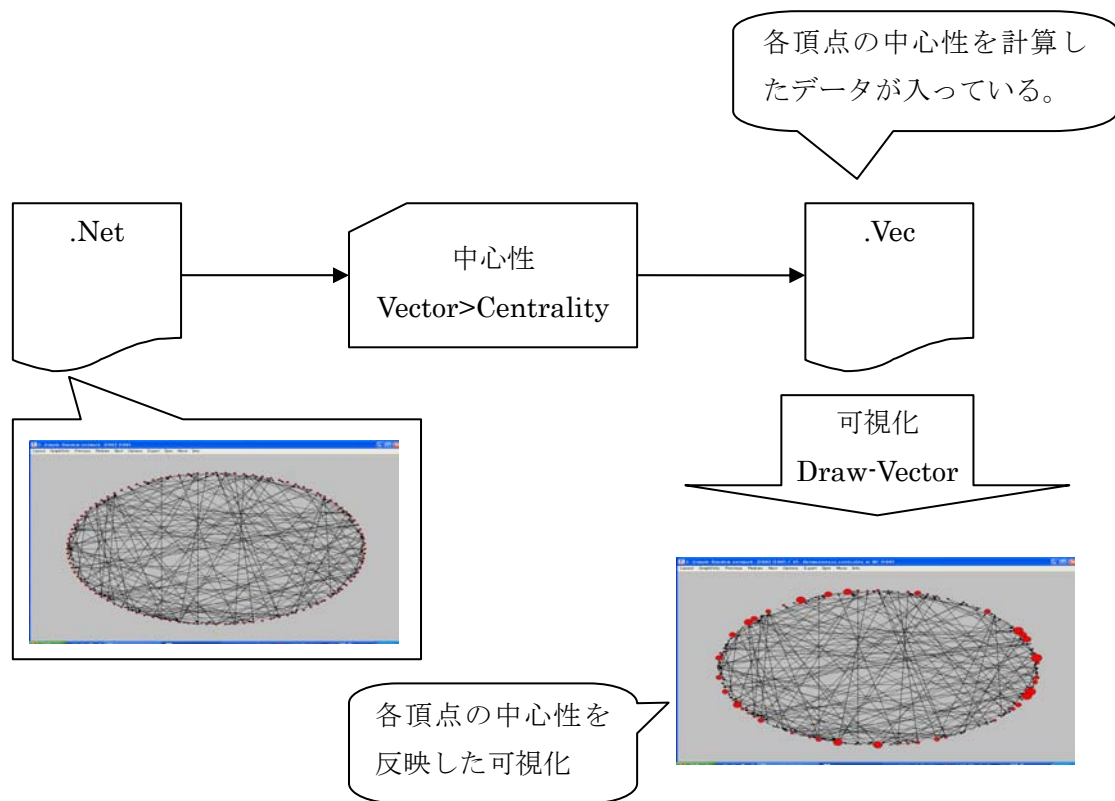 各頂点の中心性を計算し
たデータが入っている。
.Net
中心性
Vector>Centrality
.Vec
可視化
Draw-Vector
各頂点の中心性を
反映した可視化